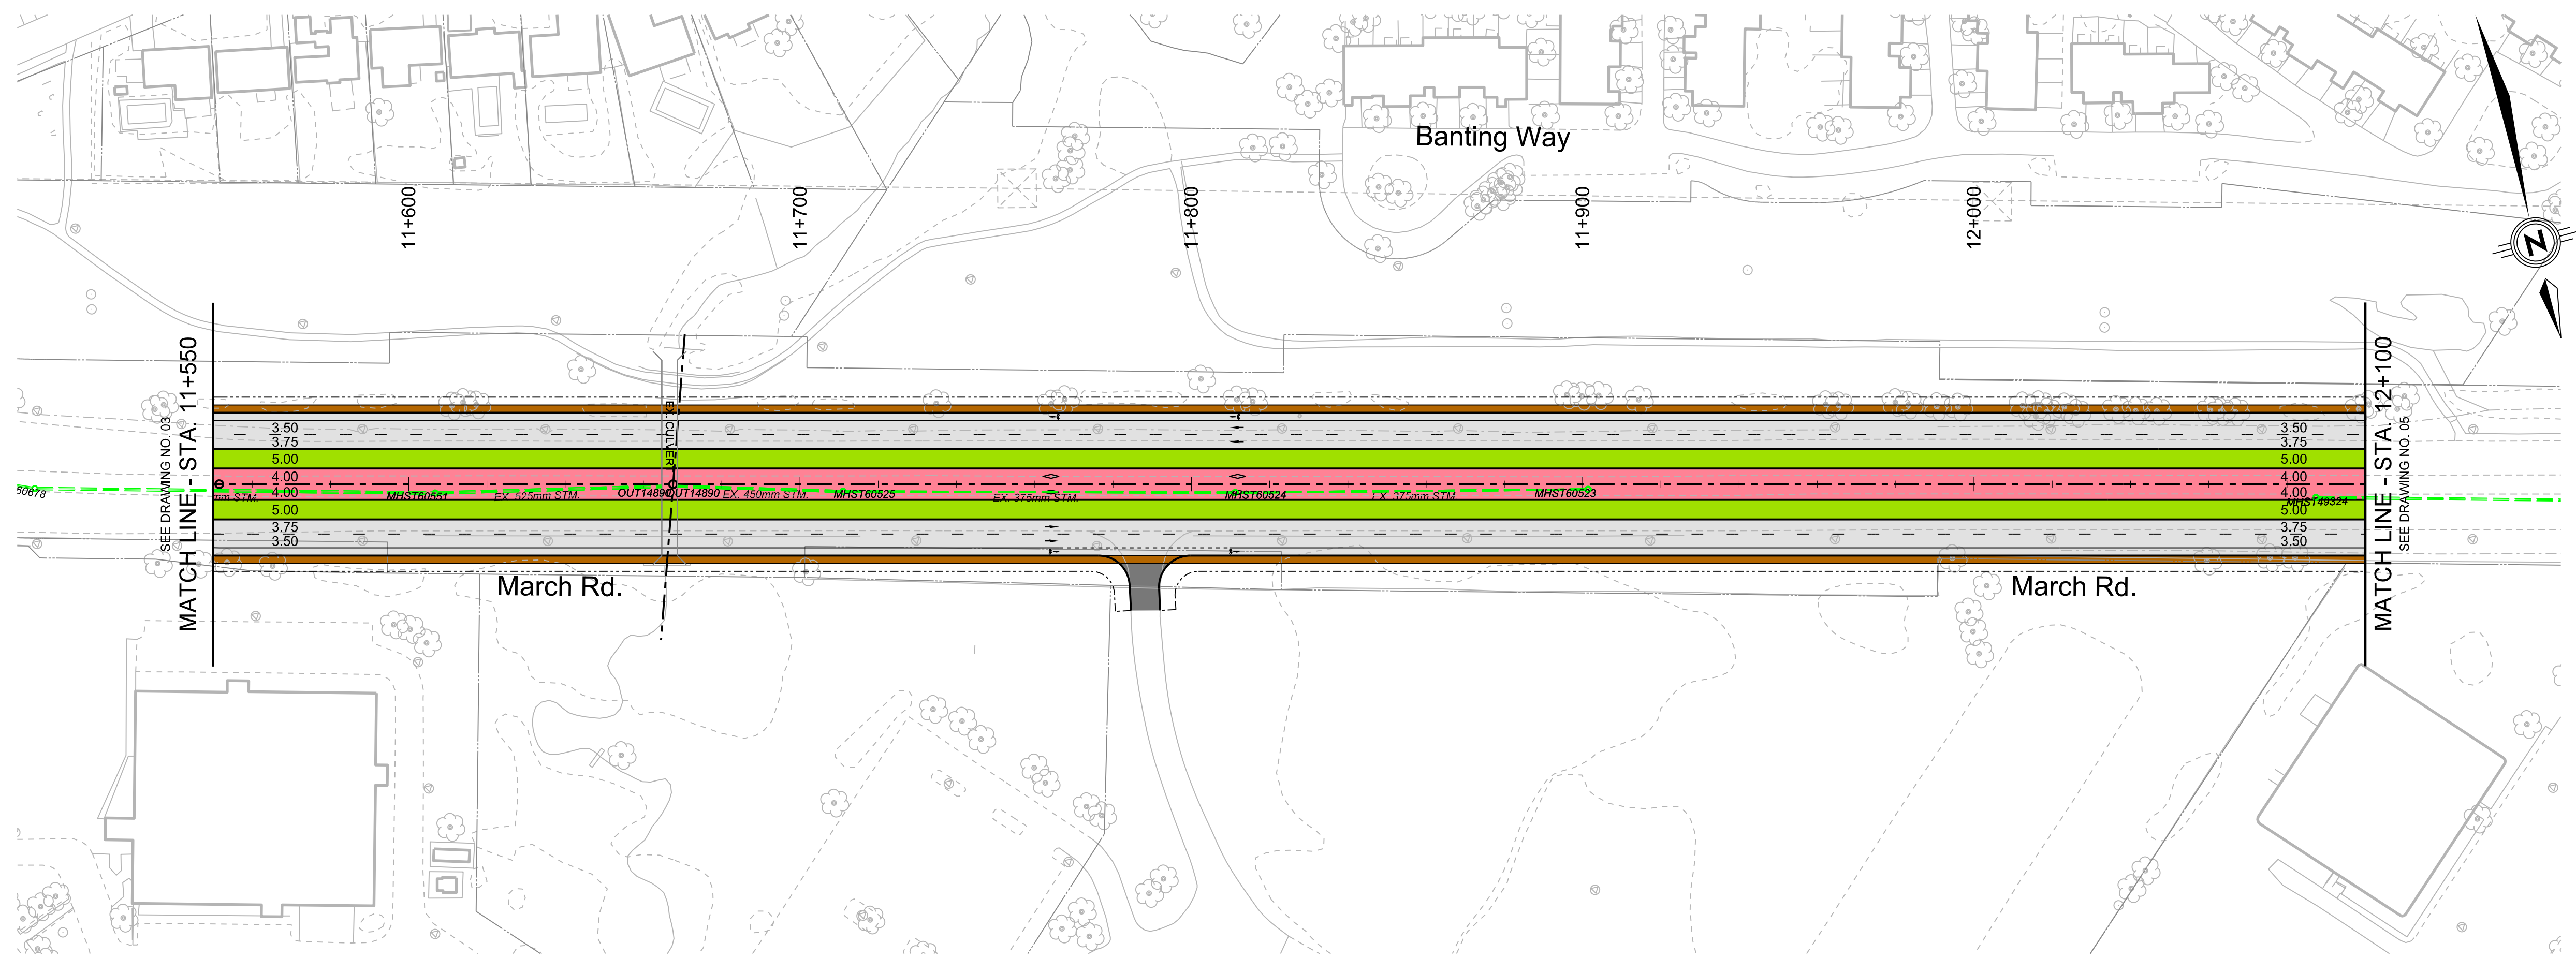 Banting Way
11+600
11+700
11+800
11+900
12+000
N
MATCH LINE - STA. 11+550
SEE DRAWING NO. 03
EX. CULVERT
3.50
3.75
5.00
4.00
4.00
5.00
3.75
3.50
60678
mm STM.
MHST60551
EX. 525mm STM.
OUT14890
OUT14890
EX. 450mm STM.
MHST60525
EX. 375mm STM.
MHST60524
EX. 375mm STM.
MHST60523
MHST49324
3.50
3.75
5.00
4.00
4.00
5.00
3.75
3.50
MATCH LINE - STA. 12+100
SEE DRAWING NO. 05
March Rd.
March Rd.